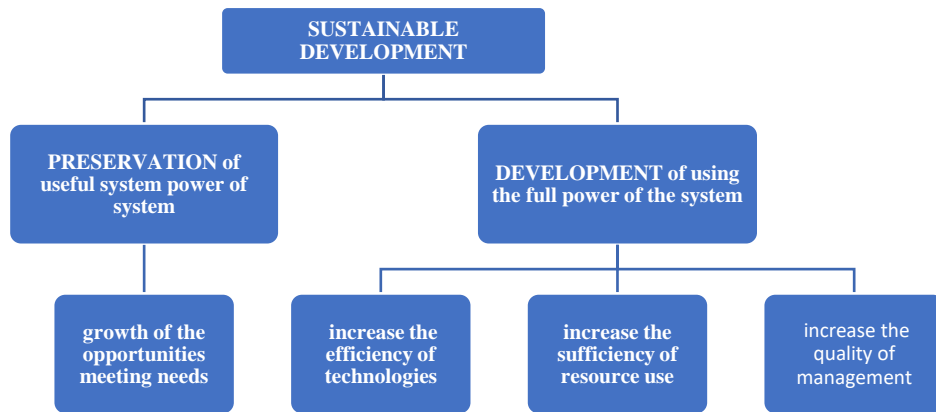 SUSTAINABLE
DEVELOPMENT
PRESERVATION of
useful system power of
system
DEVELOPMENT of using
the full power of the system
growth of the
opportunities
meeting needs
increase the
efficiency of
technologies
increase the
sufficiency of
resource use
increase the
quality of
management